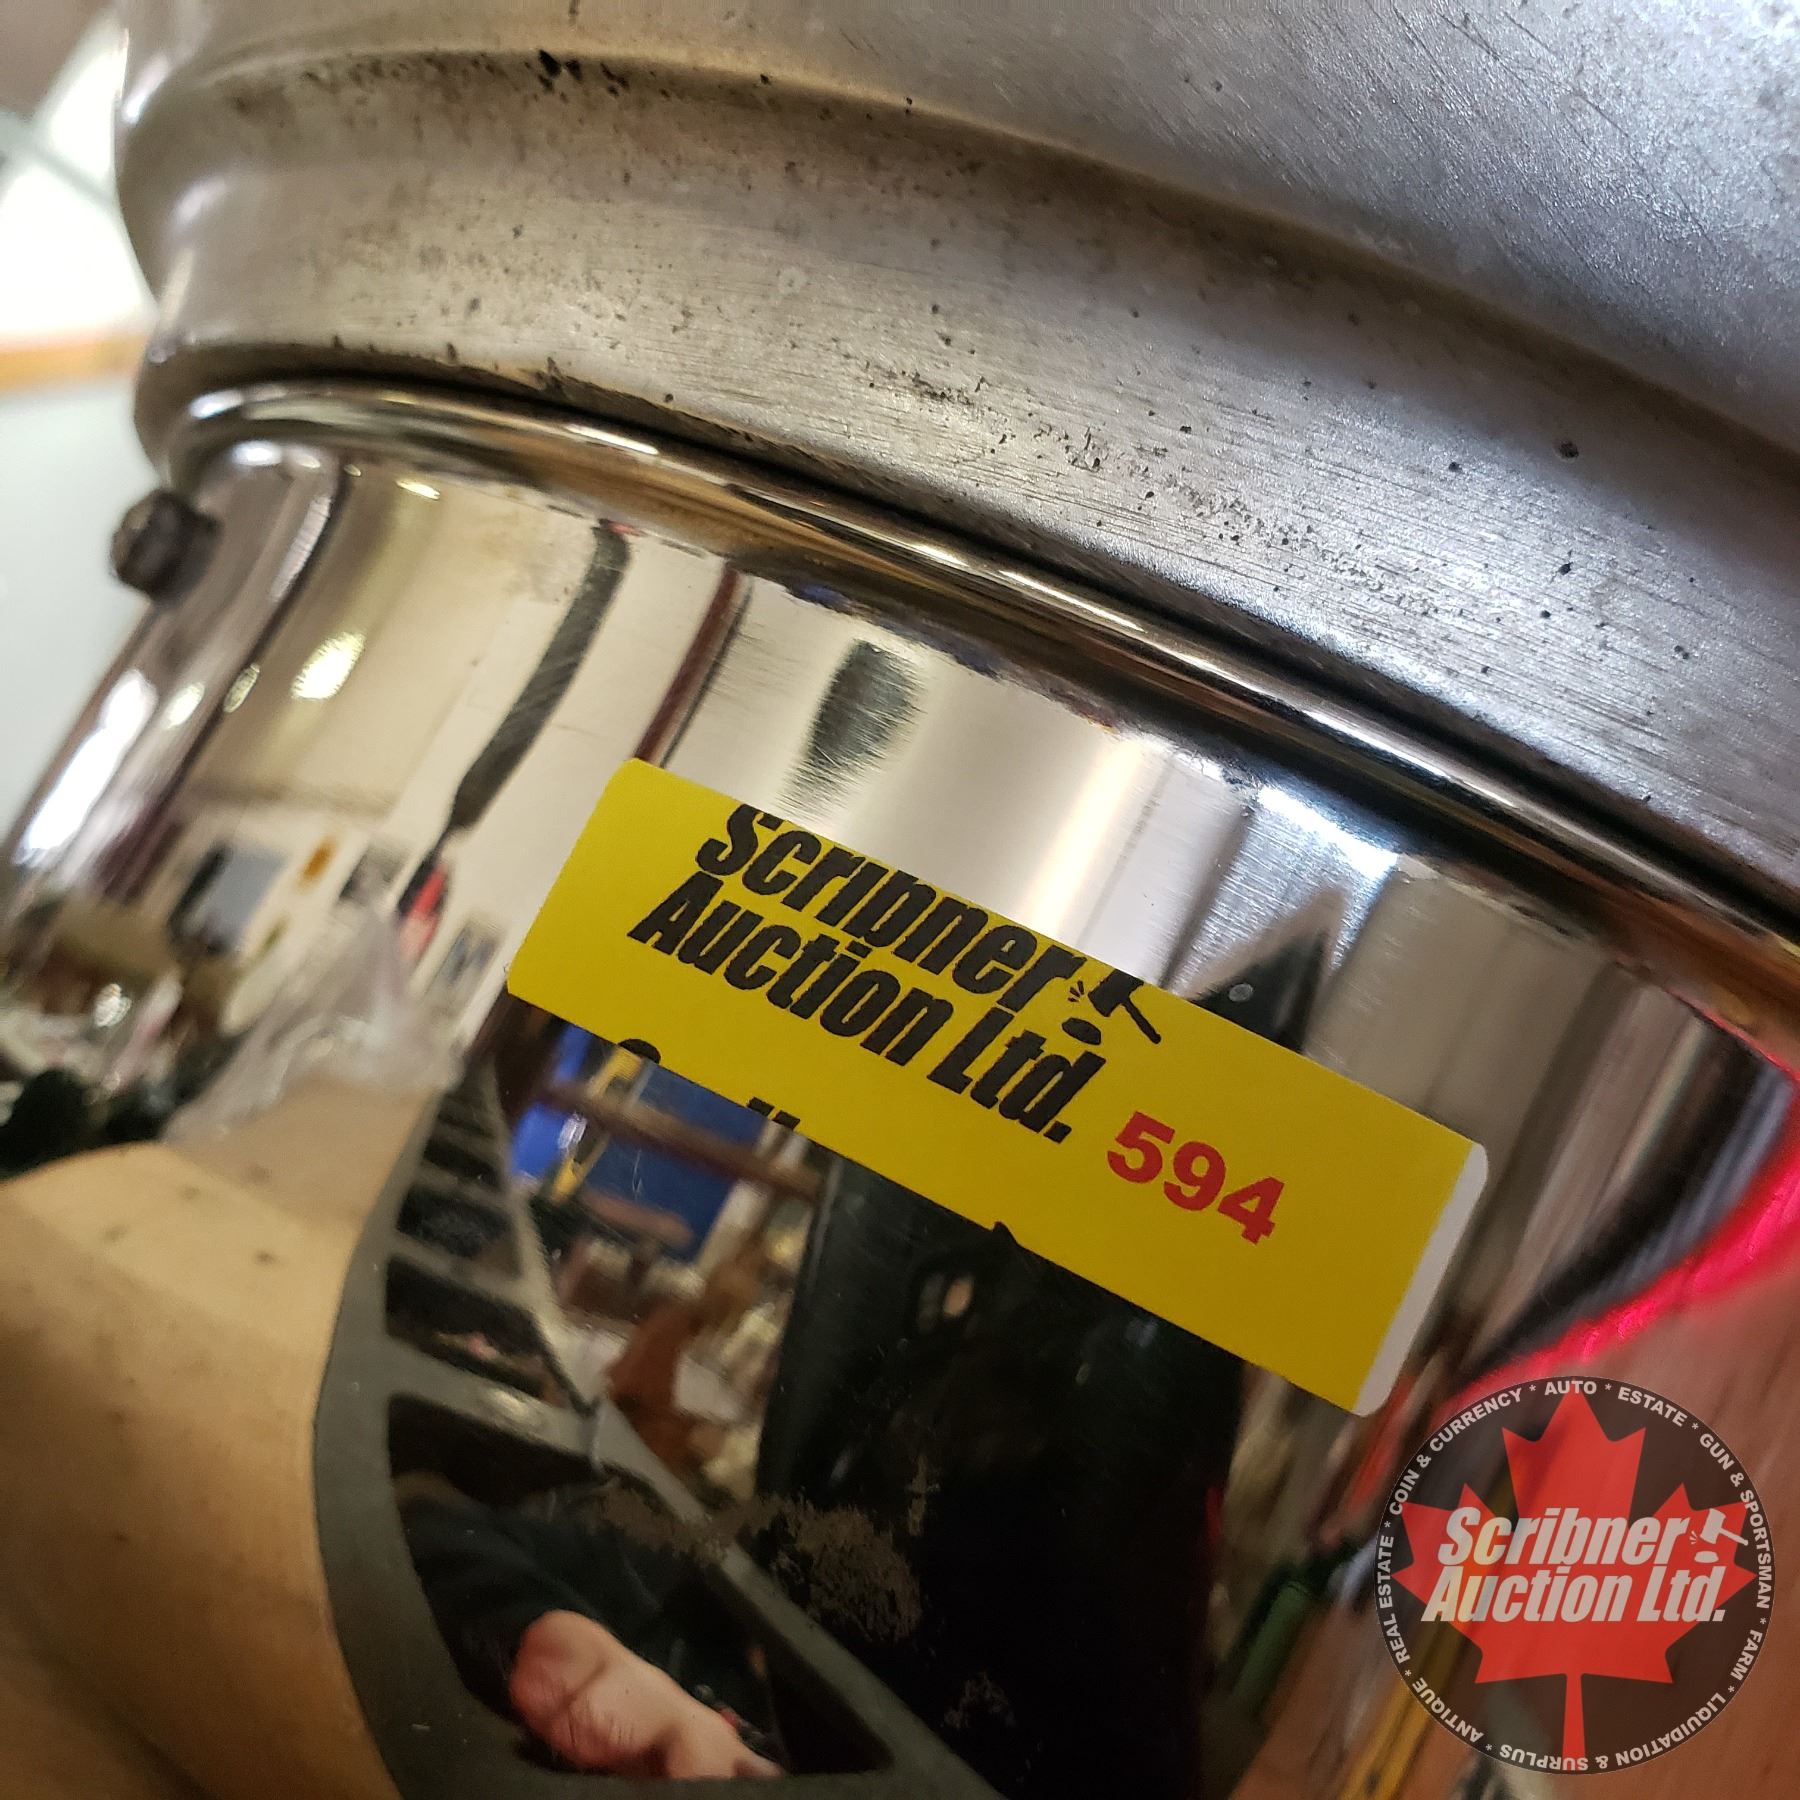 Scribner
Auction Ltd.
594
COIN & CURRENCY * AUTO * ESTATE * GUN & SPORTSMAN * FARM * LIQUIDATION & SURPLUS * ANTIQUE * REAL ESTATE *
Scribner
Auction Ltd.